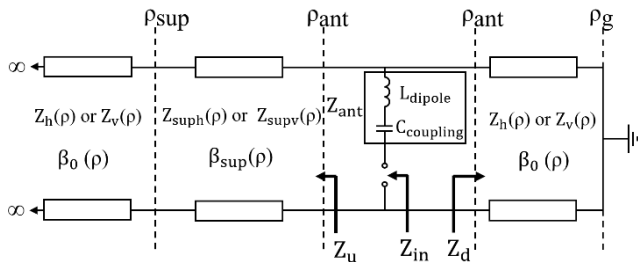 ρsup ρant ρant ρg
∞
Ldipole
Zant
Ccoupling
Zh(ρ) or Zv(ρ) Zsuph(ρ) or Zsupv(ρ) Zh(ρ) or Zv(ρ)
β0 (ρ) βsup(ρ) β0 (ρ)
∞
Zu Zin Zd